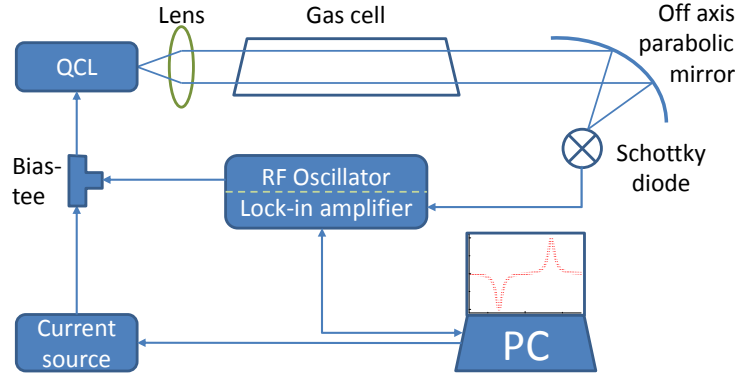 Lens
Gas cell
Off axis
parabolic
mirror
QCL
Bias-
tee
RF Oscillator
Lock-in amplifier
Schottky
diode
Current
source
PC